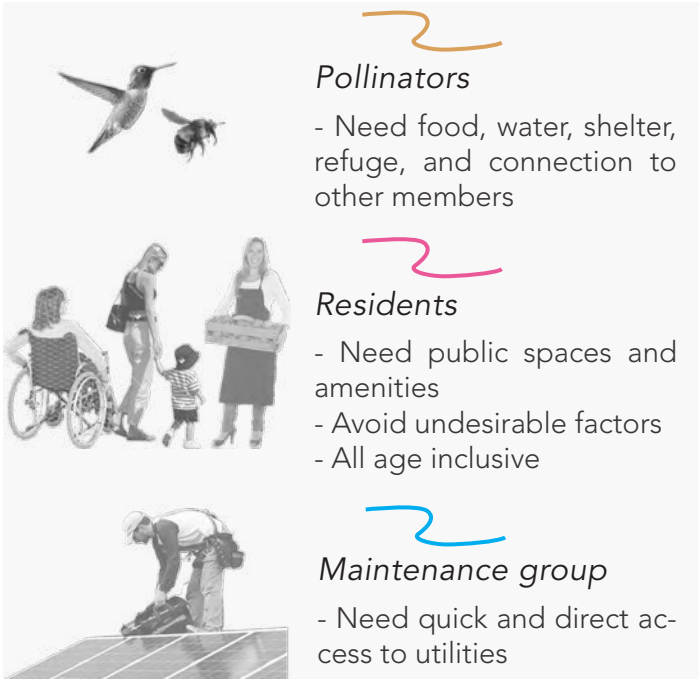 Pollinators
- Need food, water, shelter,
refuge, and connection to
other members
Residents
- Need public spaces and
amenities
- Avoid undesirable factors
- All age inclusive
Maintenance group
- Need quick and direct ac-
cess to utilities